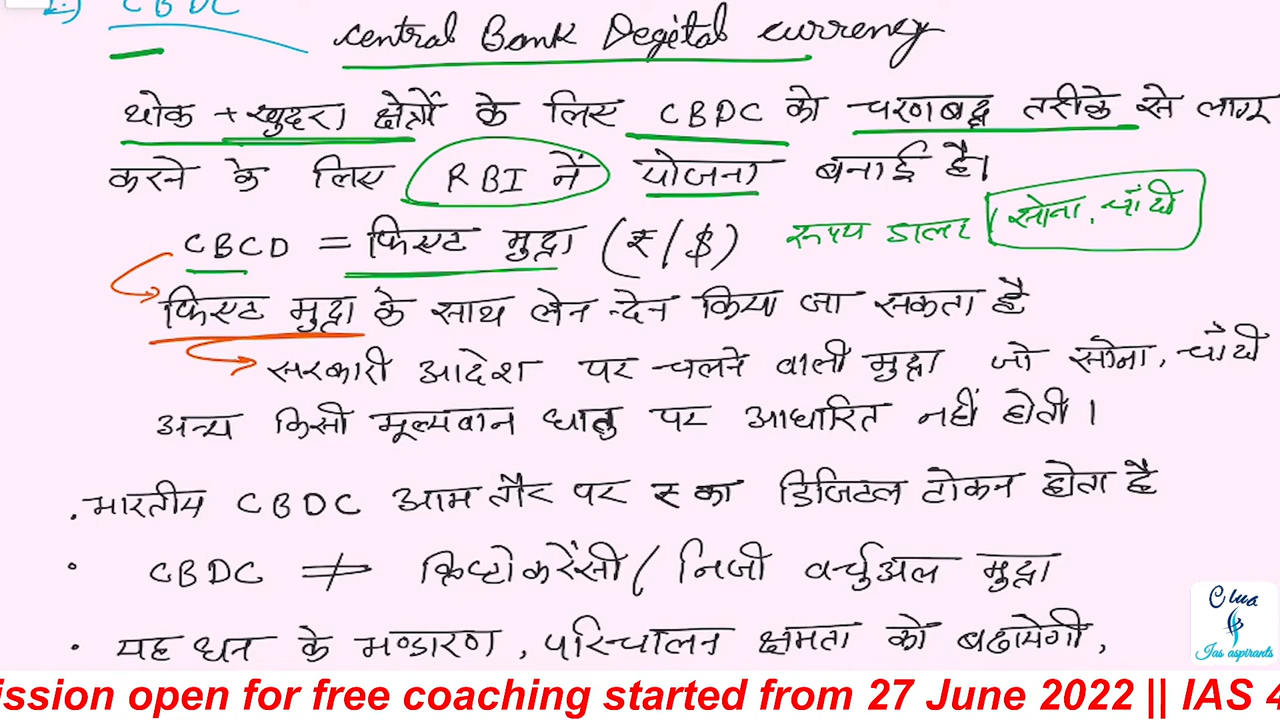 2.) CBDC
central Bank Degital currency
थोक + खुदरा क्षेत्रों के लिए CBDC को चरणबद्ध तरीके से लागू
करने के लिए RBI नें योजना बनाई है।
CBCD = फिएट मुद्रा (₹/$) रूपय डालर सोना, चाँदी
फिएट मुद्रा के साथ लेन-देन किया जा सकता है
सरकारी आदेश पर चलने वाली मुद्रा जो सोना, चाँदी
अन्य किसी मूल्यवान धातु पर आधारित नहीं होती।
. भारतीय CBDC आम तौर पर ₹ का डिजिटल टोकन होता है
• CBDC ≠ क्रिप्टोकरेंसी / निजी वर्चुअल मुद्रा
• यह धन के भण्डारण, परिचालन क्षमता को बढायेगी,
Ias aspirants
ission open for free coaching started from 27 June 2022 || IAS 4